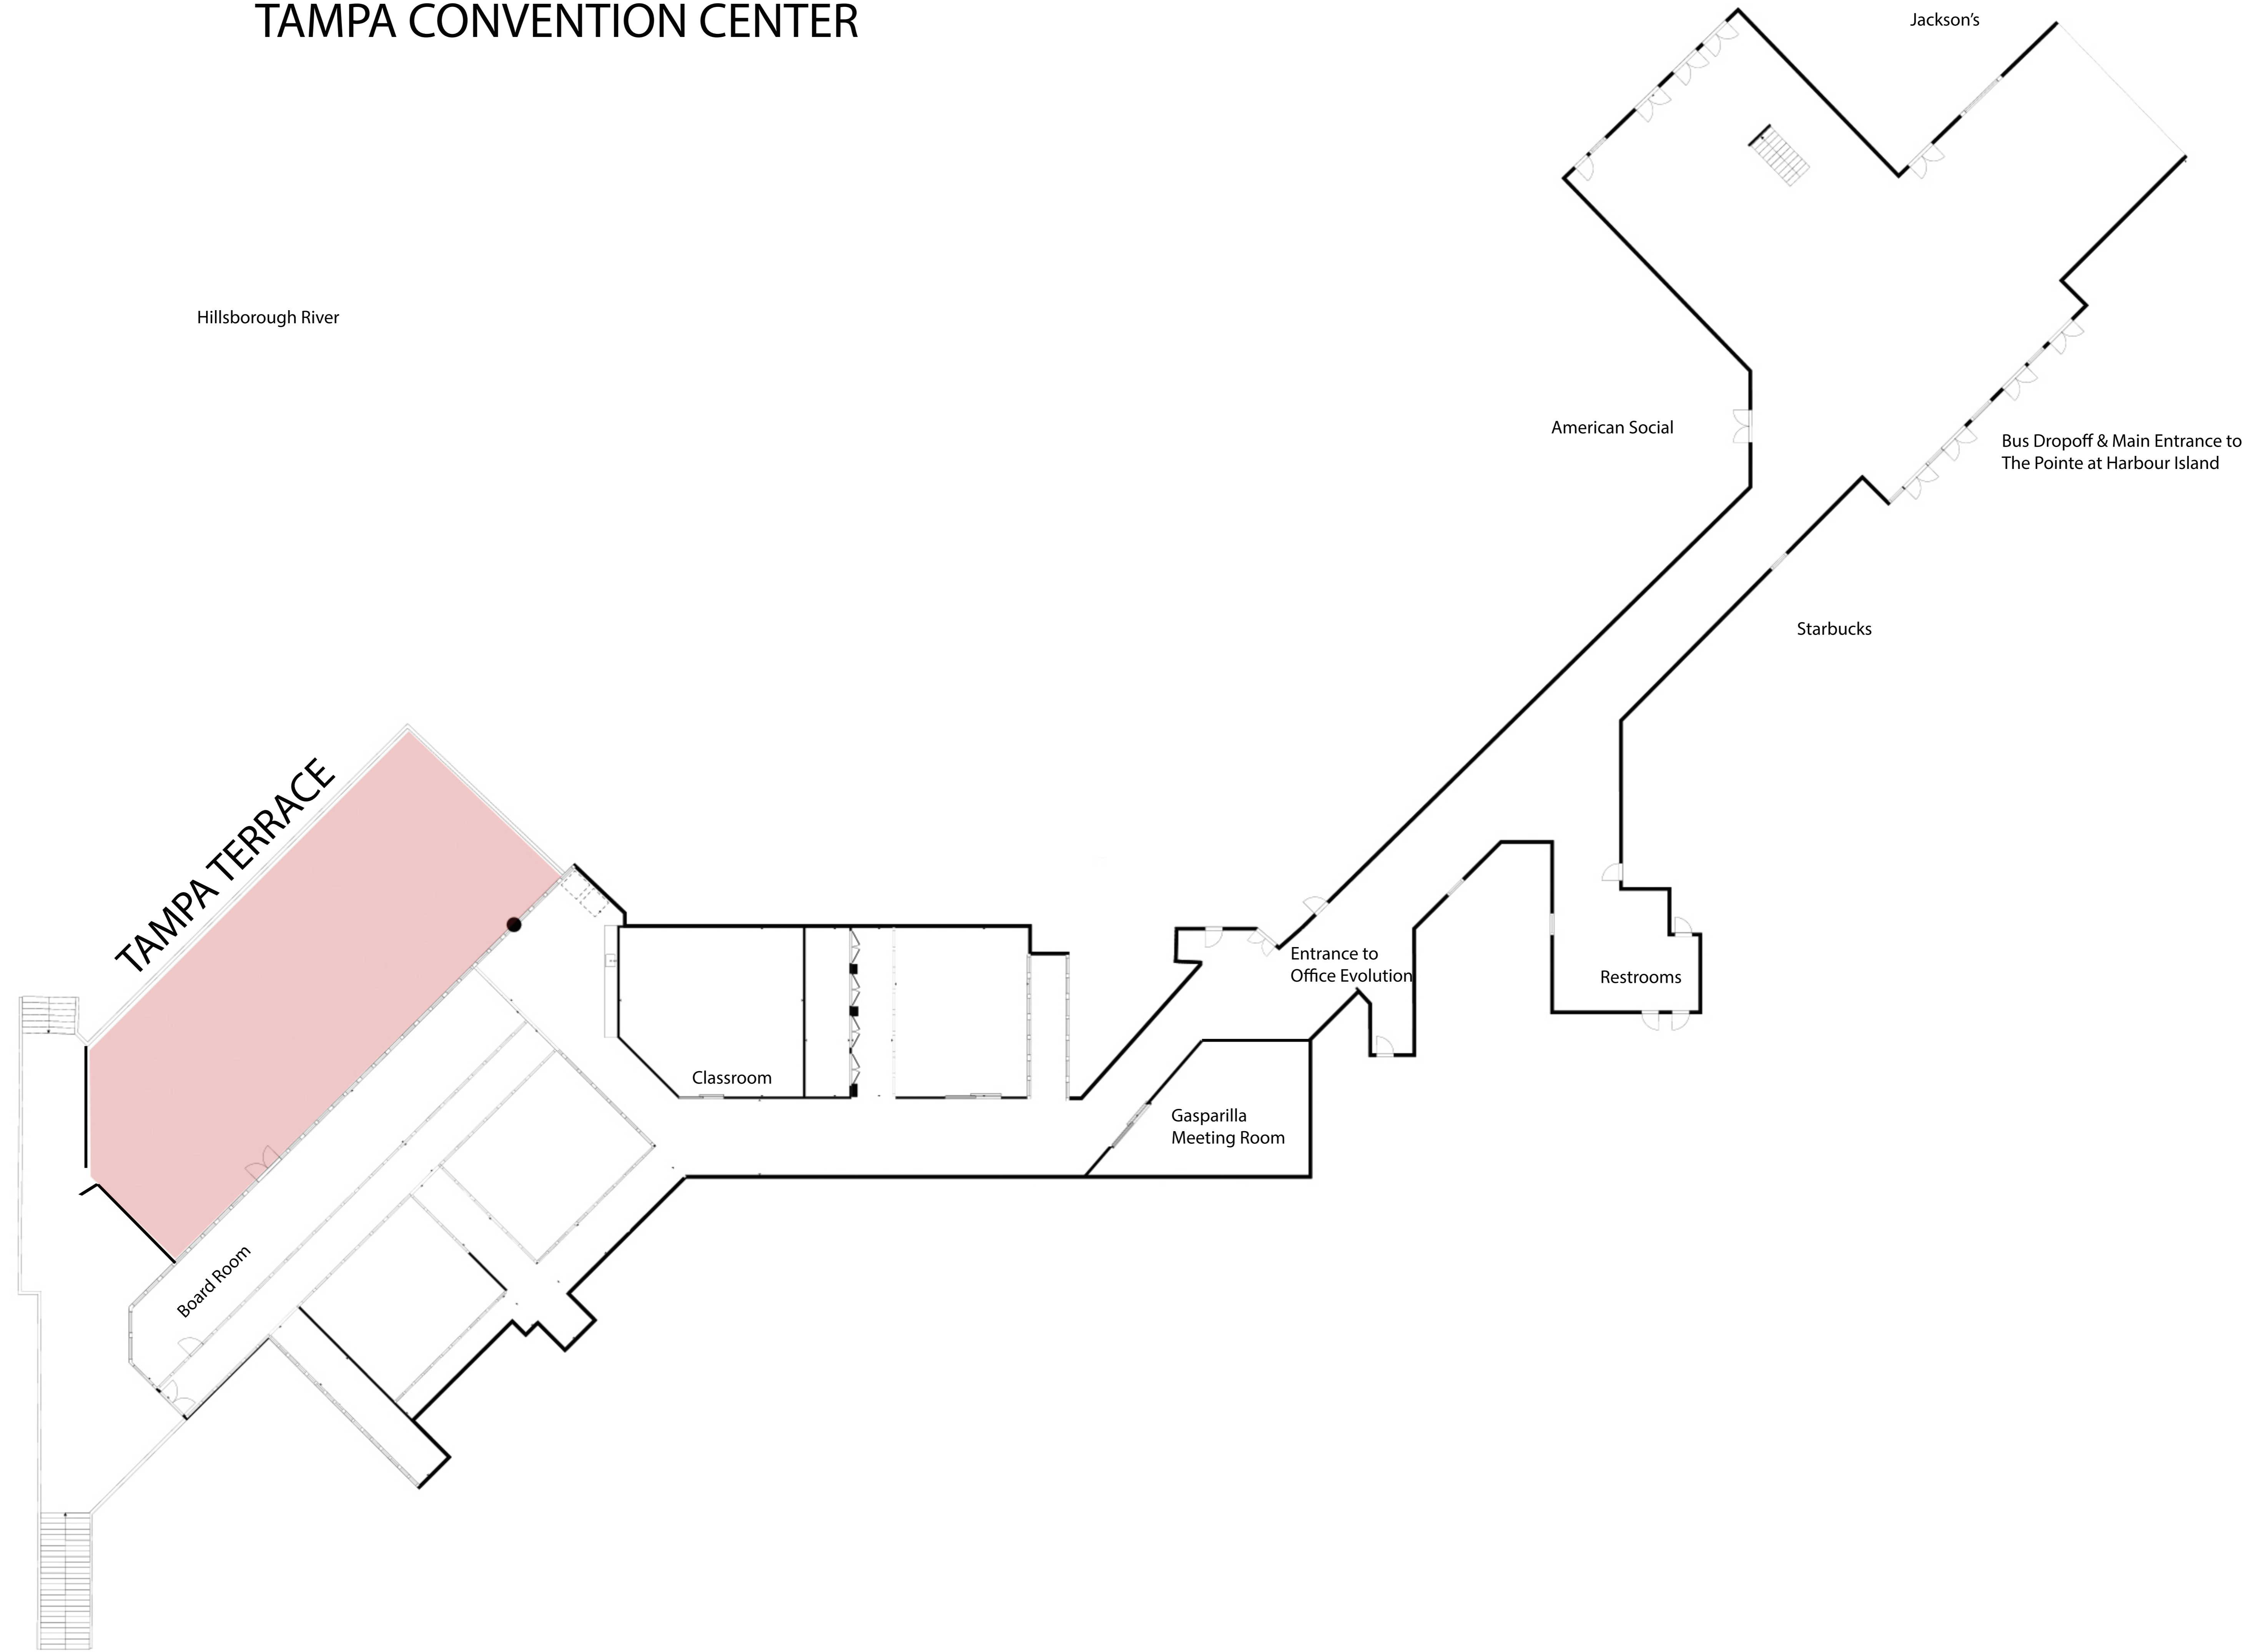 TAMPA CONVENTION CENTER
Jackson's
Hillsborough River
American Social
Bus Dropoff & Main Entrance to
The Pointe at Harbour Island
Starbucks
TAMPA TERRACE
Entrance to
Office Evolution
Restrooms
Classroom
Gasparilla
Meeting Room
Board Room